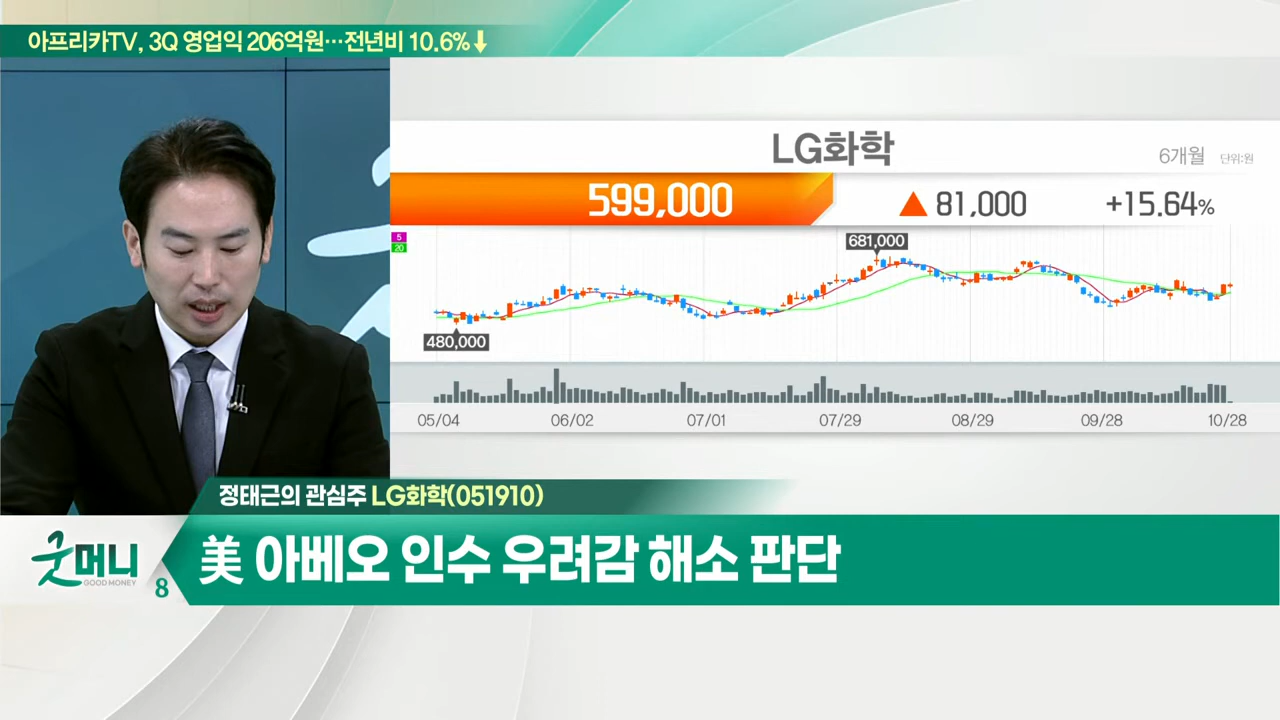 아프리카TV, 3Q 영업익 206억원…전년비 10.6%⬇
LG화학
6개월 단위:원
599,000
▲ 81,000
+15.64%
5
20
681,000
480,000
05/04 06/02 07/01 07/29 08/29 09/28 10/28
정태근의 관심주 LG화학(051910)
굿머니
GOOD MONEY
8
美 아베오 인수 우려감 해소 판단